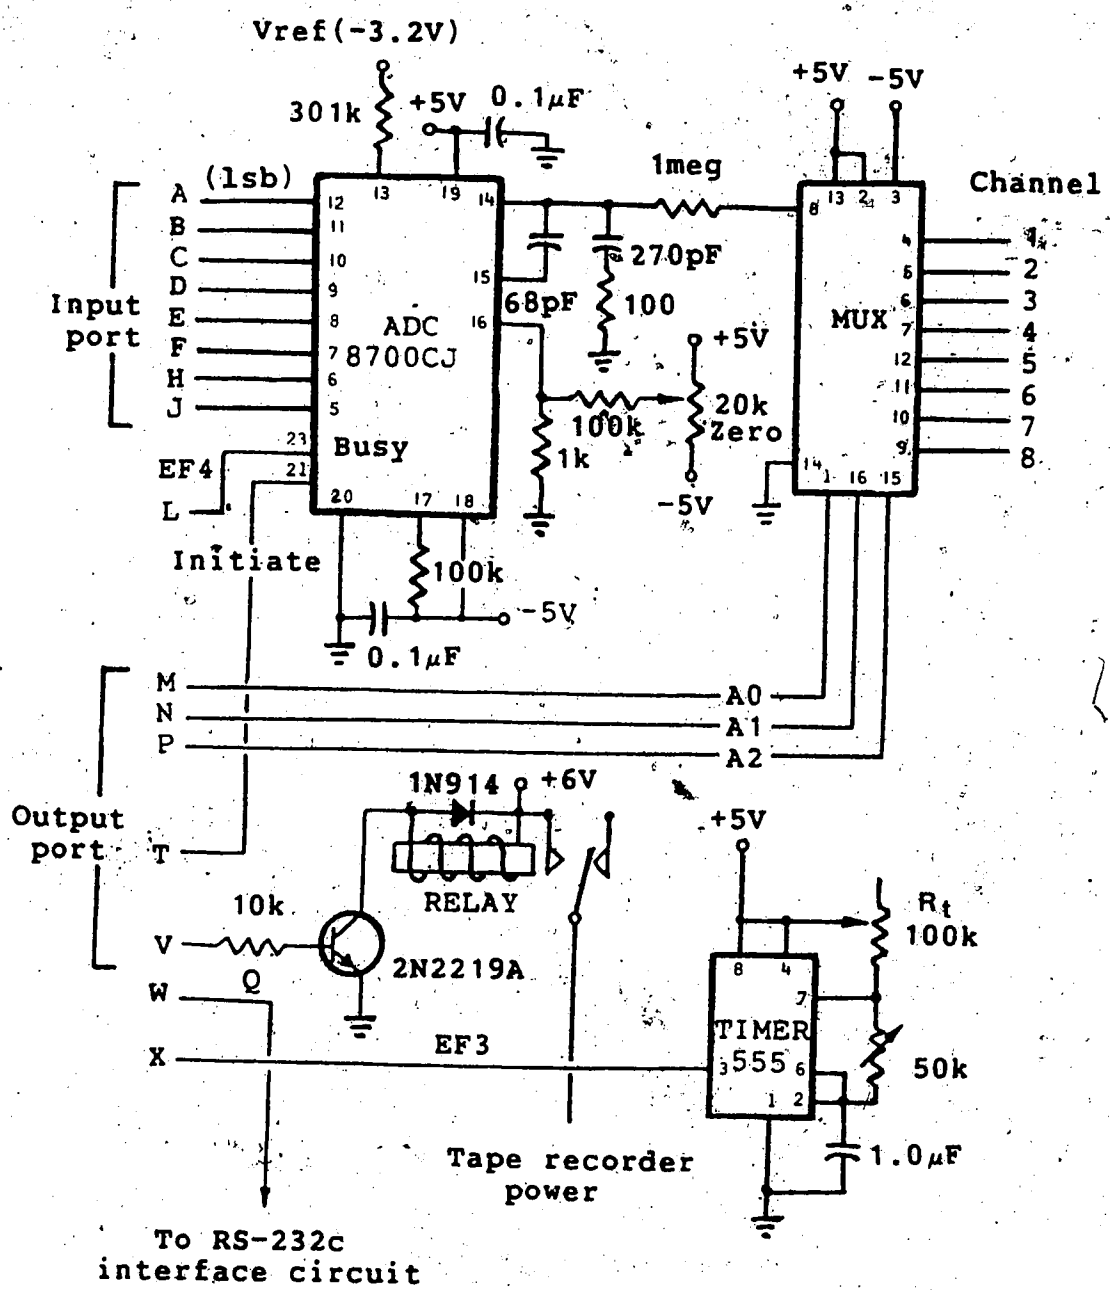 Vref(-3.2V)
301k
+5V
0.1μF
+5V
-5V
1meg
Channel
(lsb)
A
B
C
D
E
F
H
J
Input
port
12
11
10
9
8
7
6
5
13
19
14
15
16
ADC
8700CJ
Busy
23
21
20
17
18
EF4
L
Initiate
68pF
270pF
100
+5V
20k
Zero
-5V
100k
1k
100k
-5V
0.1μF
8
13
2
3
MUX
4
5
6
7
12
11
10
9
14
1
16
15
1
2
3
4
5
6
7
8
M
N
P
A0
A1
A2
Output
port
T
V
W
X
1N914
+6V
RELAY
10k
2N2219A
Q
EF3
+5V
Rt
100k
8
4
7
TIMER
555
3
6
2
1
50k
1.0μF
Tape recorder
power
To RS-232c
interface circuit